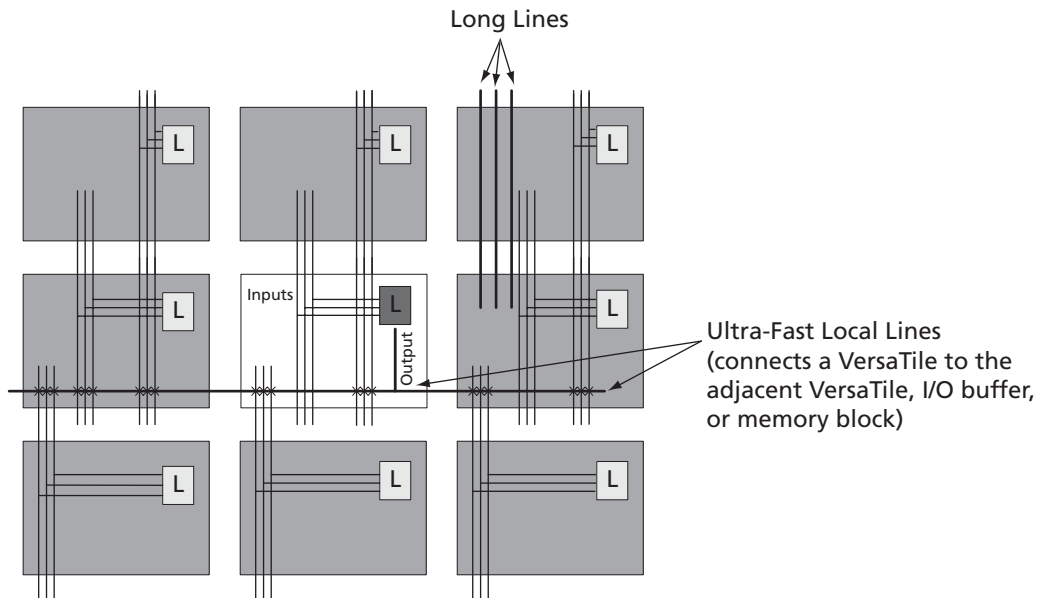 Long Lines
L
L
L
L
Inputs
L
L
Output
Ultra-Fast Local Lines
(connects a VersaTile to the
adjacent VersaTile, I/O buffer,
or memory block)
L
L
L